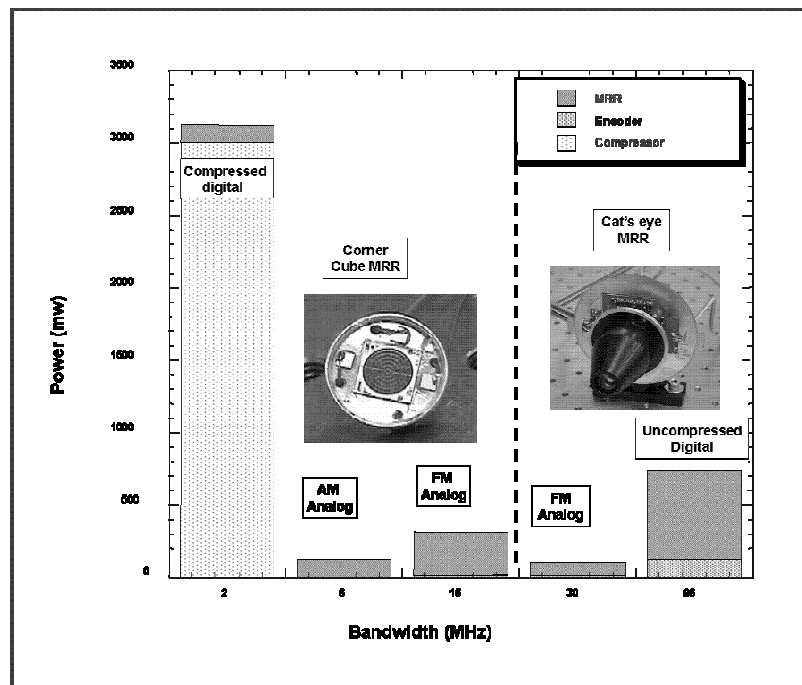 3500
3000
2500
2000
1500
1000
500
0
Power (mw)
MRR
Encoder
Compressor
Compressed
digital
Corner
Cube MRR
Cat's eye
MRR
AM
Analog
FM
Analog
FM
Analog
Uncompressed
Digital
2
6
30
Bandwidth (MHz)